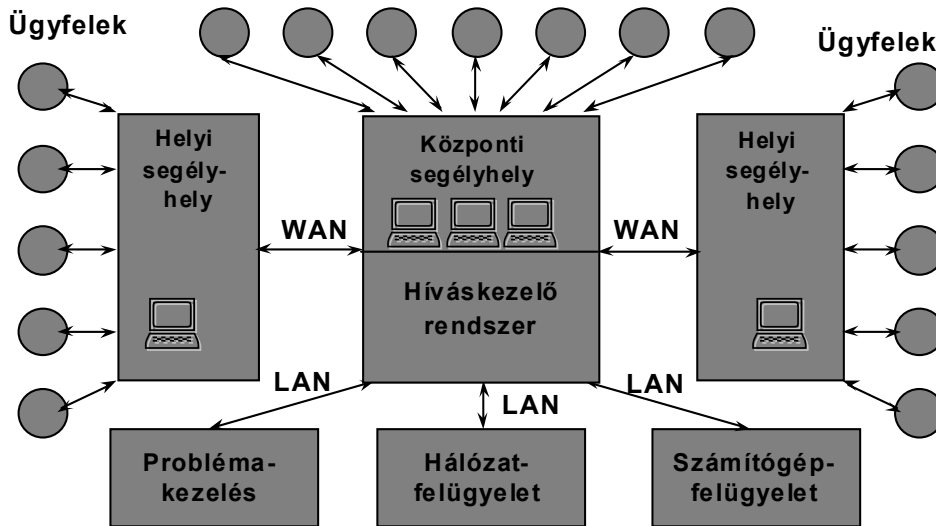 Ügyfelek
Ügyfelek
Helyi
segély-
hely
Központi
segélyhely
Helyi
segély-
hely
WAN
WAN
Híváskezelő
rendszer
LAN
LAN
LAN
Probléma-
kezelés
Hálózat-
felügyelet
Számítógép-
felügyelet